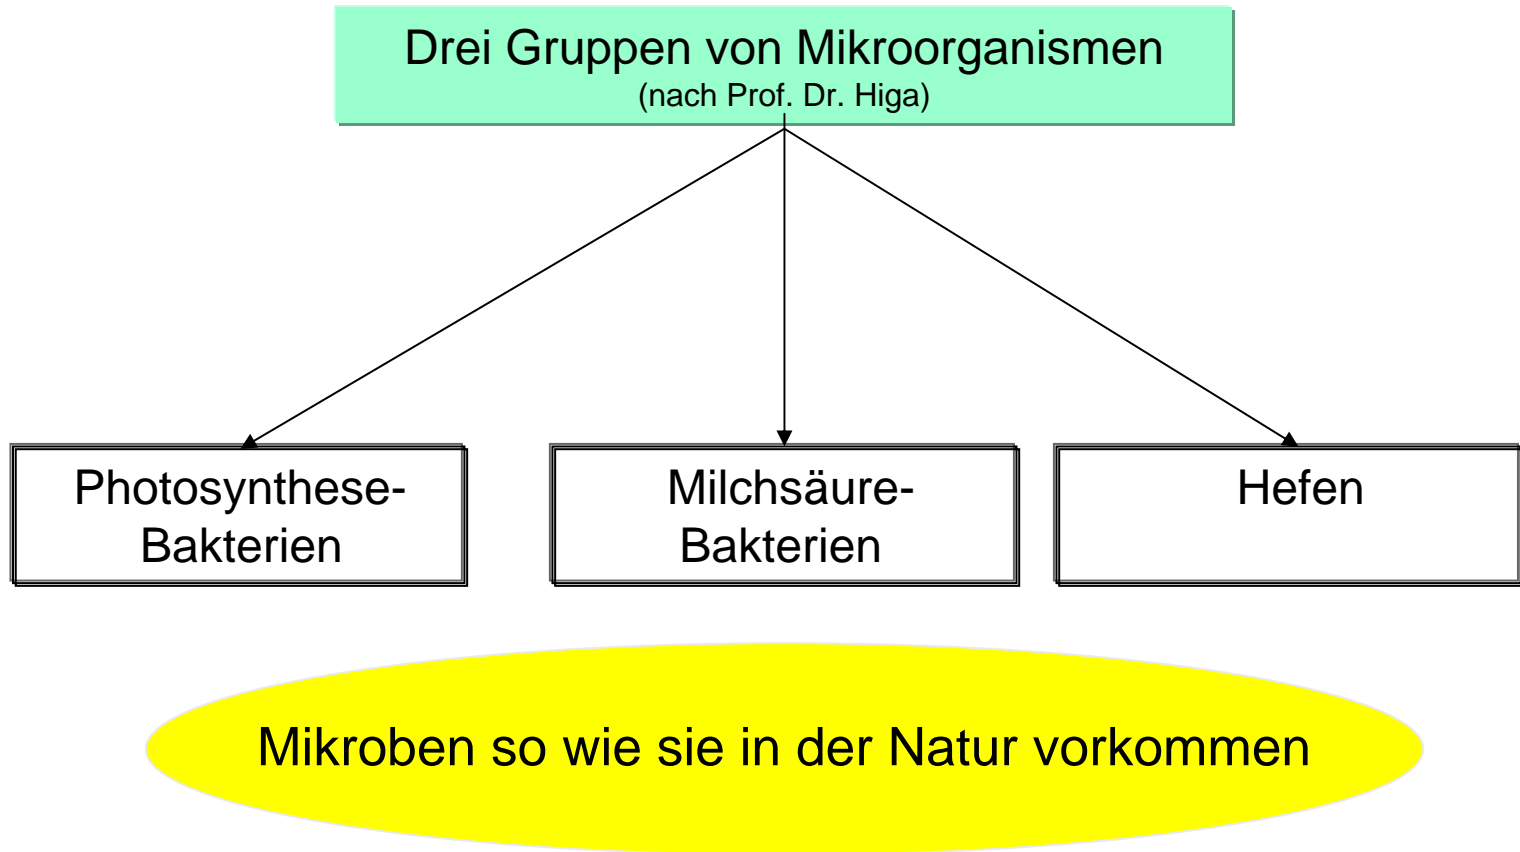 Drei Gruppen von Mikroorganismen
(nach Prof. Dr. Higa)
Photosynthese-
Bakterien
Milchsäure-
Bakterien
Hefen
Mikroben so wie sie in der Natur vorkommen